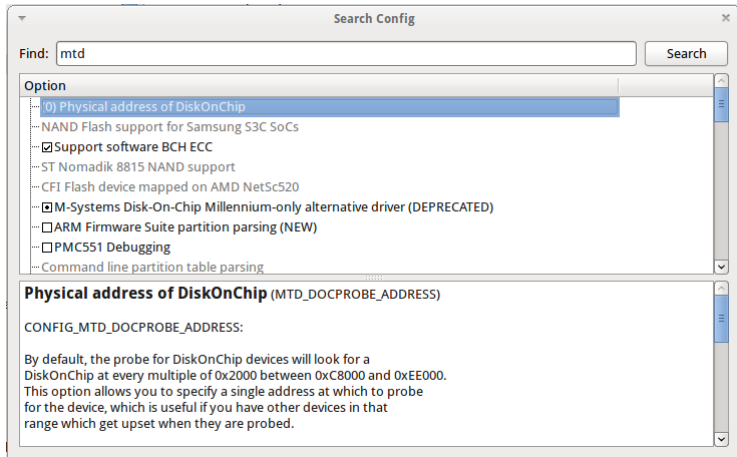 Search Config
Find: mtd Search
Option
'0) Physical address of DiskOnChip
NAND Flash support for Samsung S3C SoCs
Support software BCH ECC
ST Nomadik 8815 NAND support
CFI Flash device mapped on AMD NetSc520
M-Systems Disk-On-Chip Millennium-only alternative driver (DEPRECATED)
ARM Firmware Suite partition parsing (NEW)
PMC551 Debugging
Command line partition table parsing
Physical address of DiskOnChip (MTD_DOCPROBE_ADDRESS)
CONFIG_MTD_DOCPROBE_ADDRESS:
By default, the probe for DiskOnChip devices will look for a
DiskOnChip at every multiple of 0x2000 between 0xC8000 and 0xEE000.
This option allows you to specify a single address at which to probe
for the device, which is useful if you have other devices in that
range which get upset when they are probed.